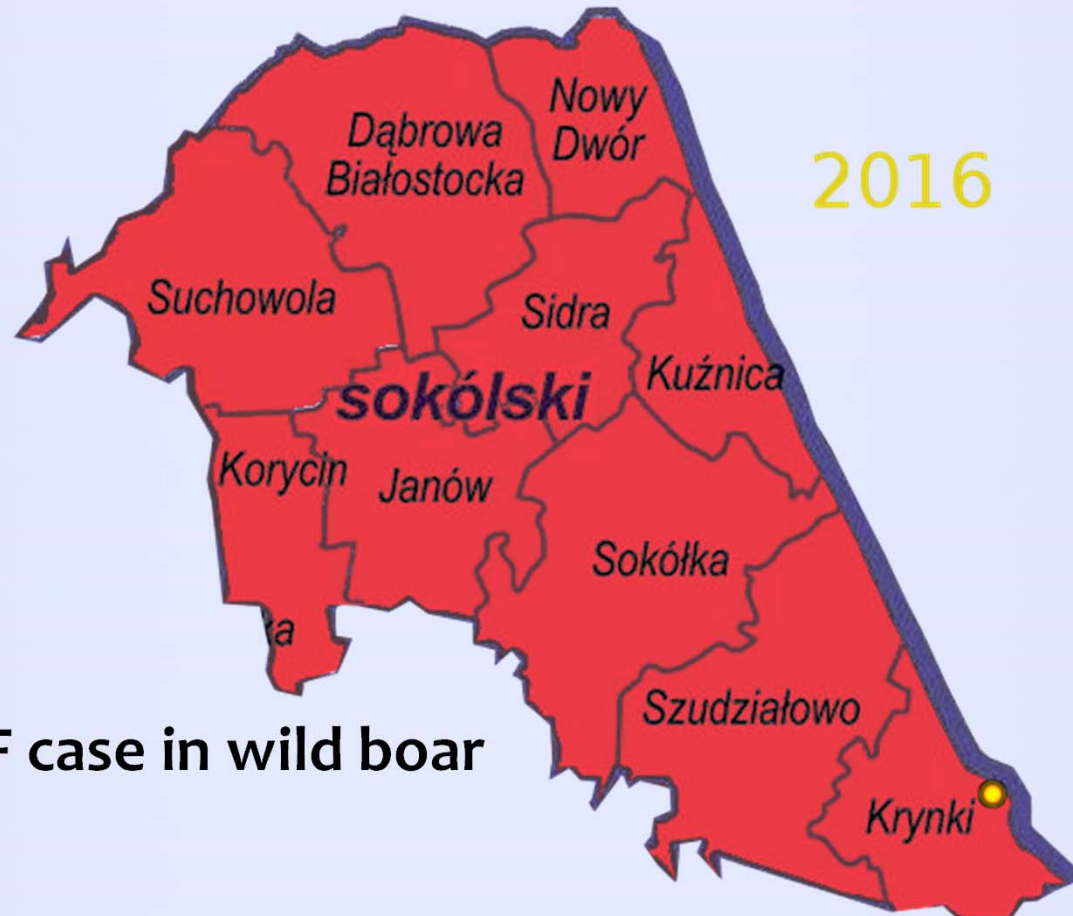 Nowy
Dwór
Dąbrowa
Białostocka
2016
Suchowola
Sidra
Kuźnica
sokólski
Korycin
Janów
Sokółka
Szudziałowo
F case in wild boar
Krynki